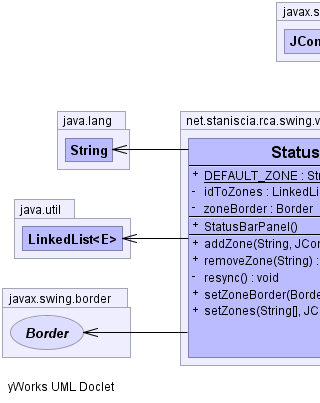 javax.s
JCon
java.lang
String
net.staniscia.rca.swing.v
Status
+ DEFAULT_ZONE : Str
- idToZones : LinkedLi
- zoneBorder : Border
+ StatusBarPanel()
+ addZone(String, JCon
+ removeZone(String) :
- resync() : void
+ setZoneBorder(Borde
+ setZones(String[], JC
java.util
LinkedList<E>
javax.swing.border
Border
yWorks UML Doclet